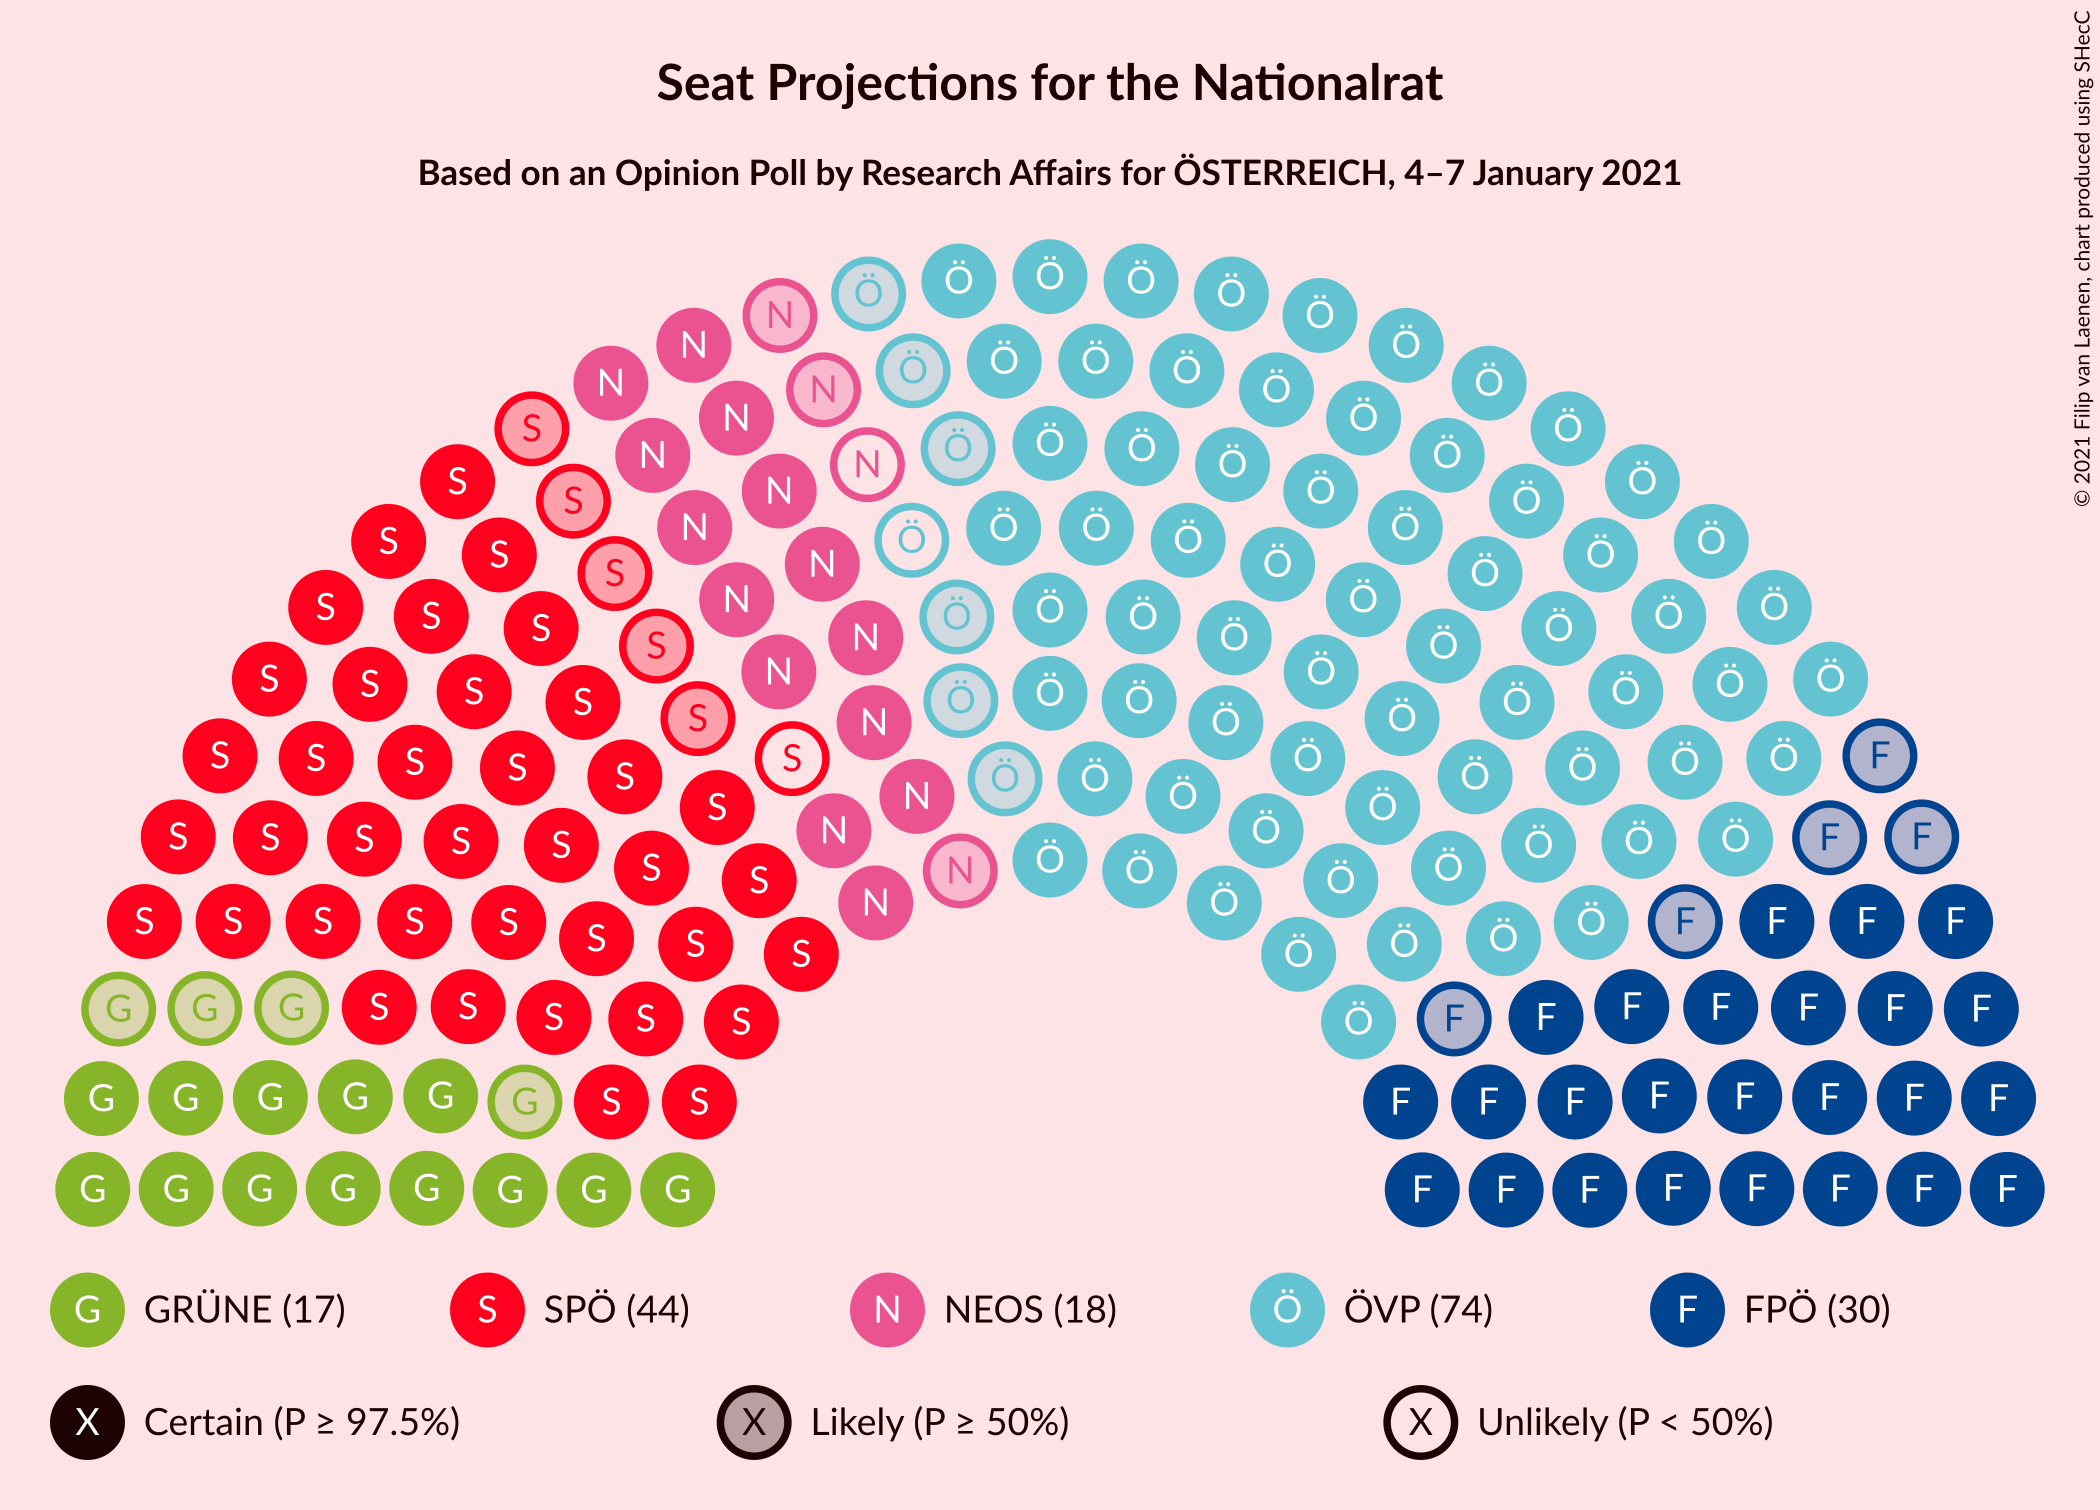 Seat Projections for the Nationalrat
Based on an Opinion Poll by Research Affairs for ÖSTERREICH, 4–7 January 2021
© 2021 Filip van Laenen, chart produced using SHecC
Ö Ö Ö Ö Ö
N Ö
N Ö
Ö Ö Ö
N Ö Ö
N Ö Ö
S N Ö Ö
Ö Ö Ö
N N Ö Ö
S N Ö Ö
S N Ö Ö
S N Ö Ö Ö Ö Ö Ö
S N Ö Ö
S N Ö Ö
S N Ö Ö
S Ö Ö Ö Ö
S N N Ö Ö
S S Ö Ö
S S Ö Ö Ö Ö
S S Ö Ö
S S N N Ö Ö Ö Ö Ö
S S S S Ö Ö Ö F
S S S S Ö Ö Ö Ö
S S N N Ö Ö Ö Ö
S S S S S N Ö Ö Ö F F
S S N Ö Ö Ö Ö Ö
S S S S S N Ö Ö Ö F F F F
S S S Ö Ö Ö
G G G S S S S S Ö F F F F F F F
G G G G G G S S F F F F F F F F
G G G G G G G G F F F F F F F F
G GRÜNE (17) S SPÖ (44) N NEOS (18) Ö ÖVP (74) F FPÖ (30)
X Certain (P ≥ 97.5%) X Likely (P ≥ 50%) X Unlikely (P < 50%)